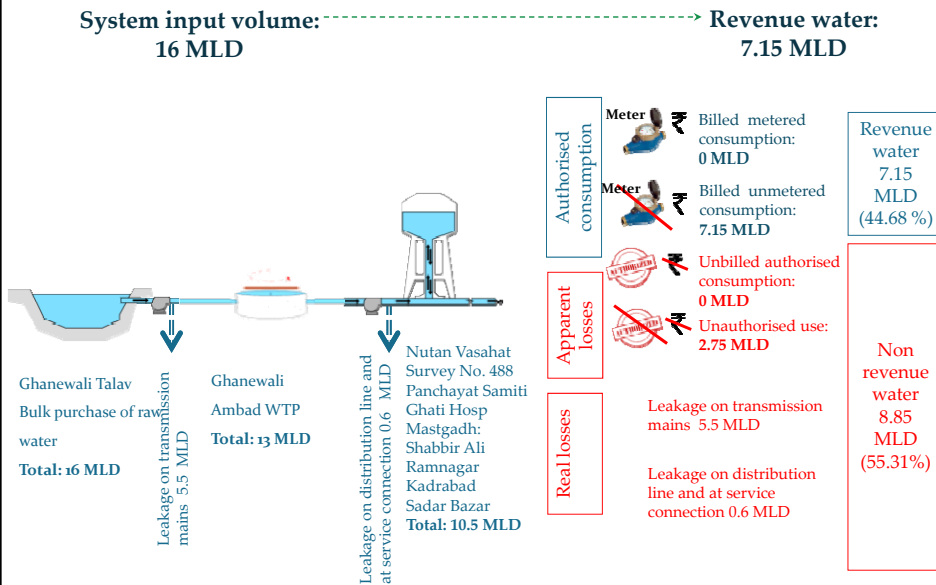 System input volume:
16 MLD
Revenue water:
7.15 MLD
Ghanewali Talav
Bulk purchase of raw
water
Total: 16 MLD
Leakage on transmission
mains 5.5 MLD
Ghanewali
Ambad WTP
Total: 13 MLD
Leakage on distribution line and
at service connection 0.6 MLD
Nutan Vasahat
Survey No. 488
Panchayat Samiti
Ghati Hosp
Mastgadh:
Shabbir Ali
Ramnagar
Kadrabad
Sadar Bazar
Total: 10.5 MLD
Authorised
consumption
Meter
₹
Billed metered
consumption:
0 MLD
Meter
₹
Billed unmetered
consumption:
7.15 MLD
Apparent
losses
AUTHORIZED
₹
Unbilled authorised
consumption:
0 MLD
AUTHORIZED
₹
Unauthorised use:
2.75 MLD
Real losses
Leakage on transmission
mains 5.5 MLD
Leakage on distribution
line and at service
connection 0.6 MLD
Revenue
water
7.15
MLD
(44.68 %)
Non
revenue
water
8.85
MLD
(55.31%)